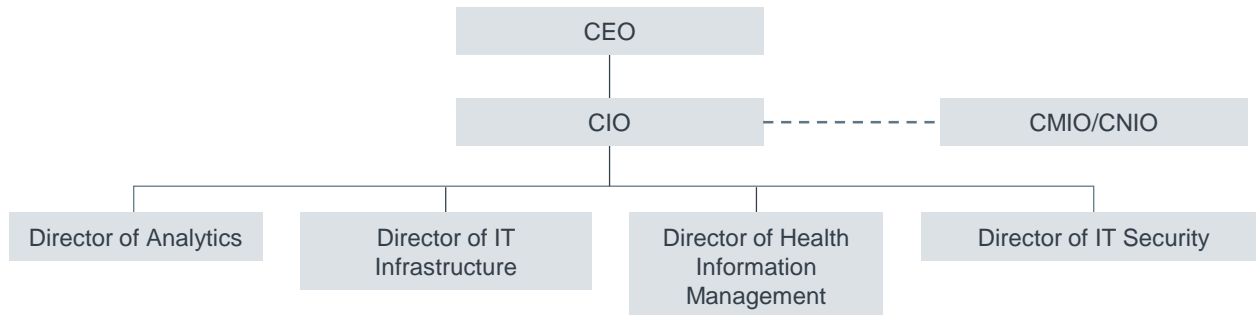 CEO
CIO
CMIO/CNIO
Director of Analytics
Director of IT
Infrastructure
Director of Health
Information
Management
Director of IT Security